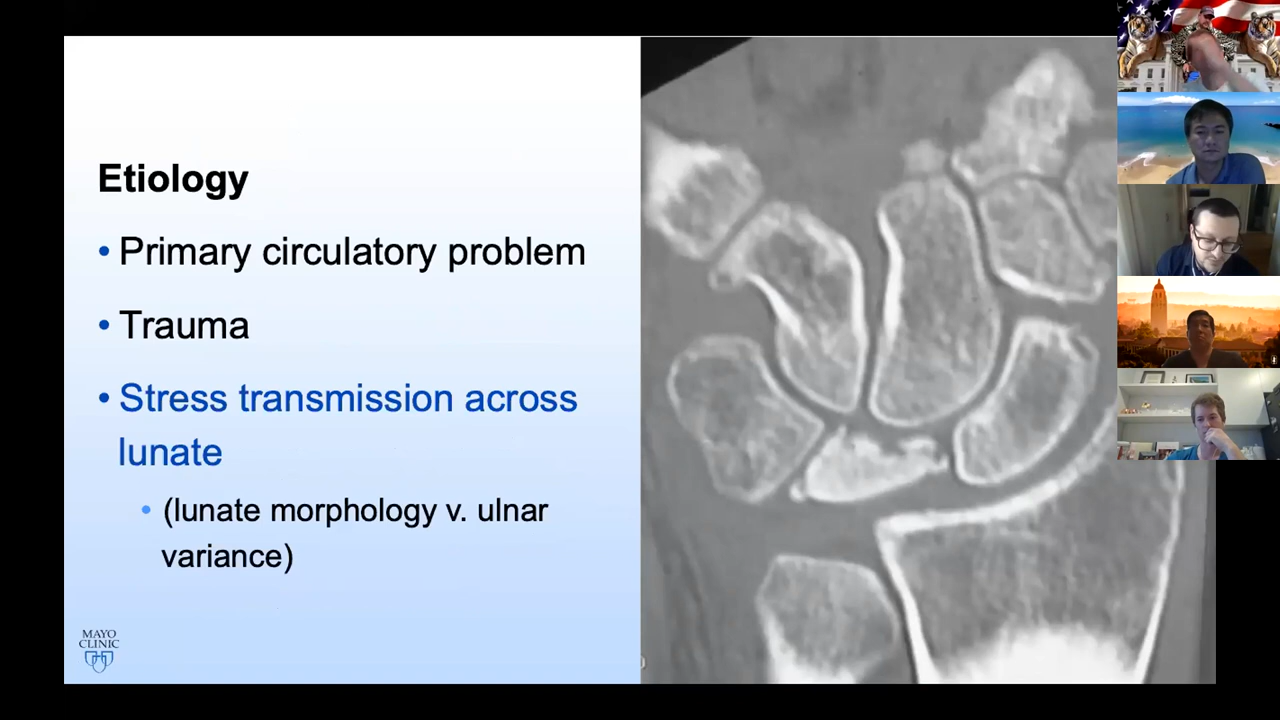 Etiology
• Primary circulatory problem
• Trauma
• Stress transmission across
lunate
• (lunate morphology v. ulnar
variance)
MAYO
CLINIC